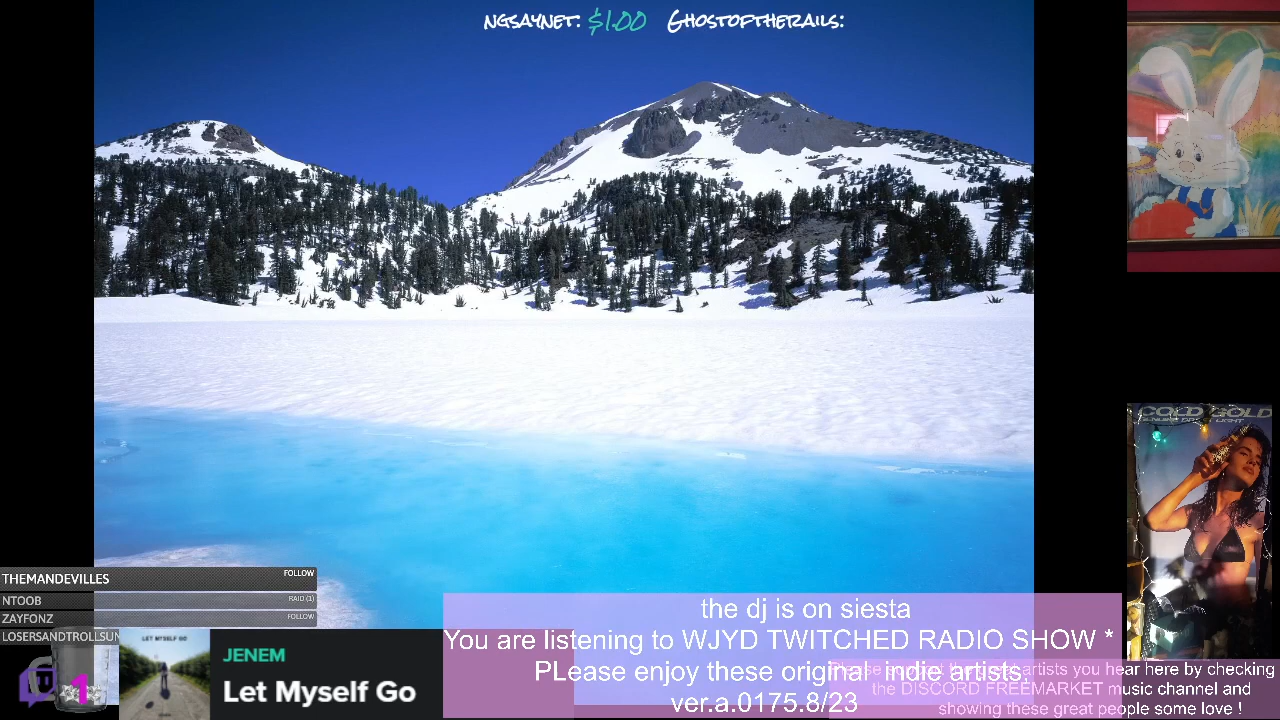 NGSAYNET: $1.00 GHOSTOFTHERAILS:
COLD GOLD
THEMANDEVILLES FOLLOW
NTOOB RAID (1)
ZAYFONZ FOLLOW
LOSERSANDTROLLSUN
1
LET MYSELF GO
JENEM
Let Myself Go
the dj is on siesta
You are listening to WJYD TWITCHED RADIO SHOW *
PLease enjoy these original indie artists,
ver.a.0175.8/23
artists you hear here by checking
the DISCORD FREEMARKET music channel and
showing these great people some love !